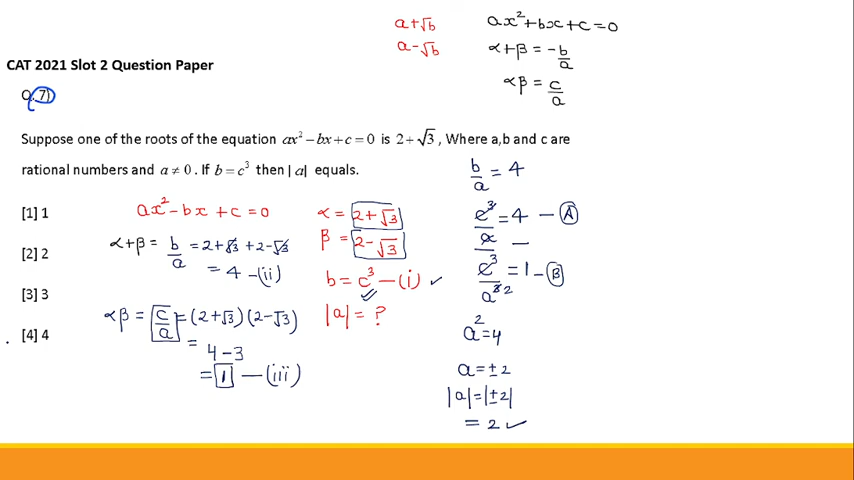 a+√b
a-√b
ax²+bx+c=0
α+β = -b/a
αβ = c/a
CAT 2021 Slot 2 Question Paper
Q. 7)
Suppose one of the roots of the equation ax² − bx + c = 0 is 2+√3 , Where a,b and c are
rational numbers and a ≠ 0 . If b = c³ then | a| equals.
[1] 1
[2] 2
[3] 3
[4] 4
ax²-bx+c=0
α+β = b/a = 2+√3 + 2-√3
= 4 -(ii)
αβ = c/a = (2+√3)(2-√3)
= 4-3
= 1 -(iii)
α = 2+√3
β = 2-√3
b = c³ -(i) ✓
|a| = ?
b/a = 4
c³/a = 4 - A
c³/a³ = 1 - B
2
a² = 4
a = ±2
|a| = |±2|
= 2 ✓